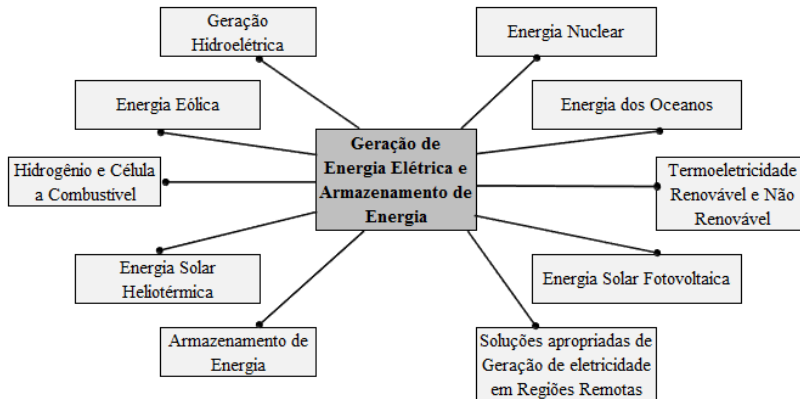 Geração
Hidroelétrica
Energia Nuclear
Energia Eólica
Energia dos Oceanos
Geração de
Energia Elétrica e
Armazenamento de
Energia
Hidrogênio e Célula
a Combustível
Termoeletricidade
Renovável e Não
Renovável
Energia Solar
Heliotérmica
Energia Solar Fotovoltaica
Armazenamento de
Energia
Soluções apropriadas de
Geração de eletricidade
em Regiões Remotas